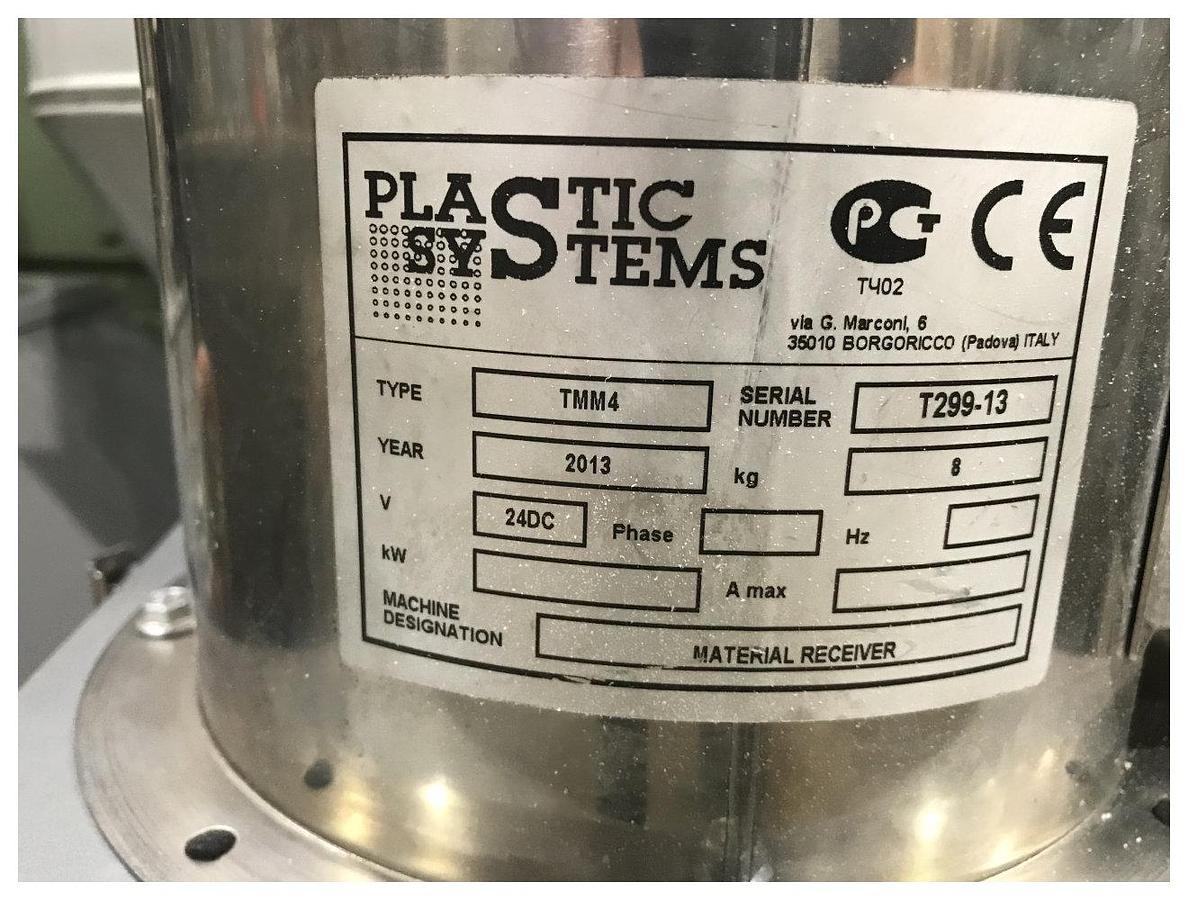 PLASTIC
SYSTEMS
PCT CE
TЧ02
via G. Marconi, 6
35010 BORGORICCO (Padova) ITALY
TYPE TMM4 SERIAL NUMBER T299-13
YEAR 2013 kg 8
V 24DC Phase Hz
kW A max
MACHINE DESIGNATION MATERIAL RECEIVER